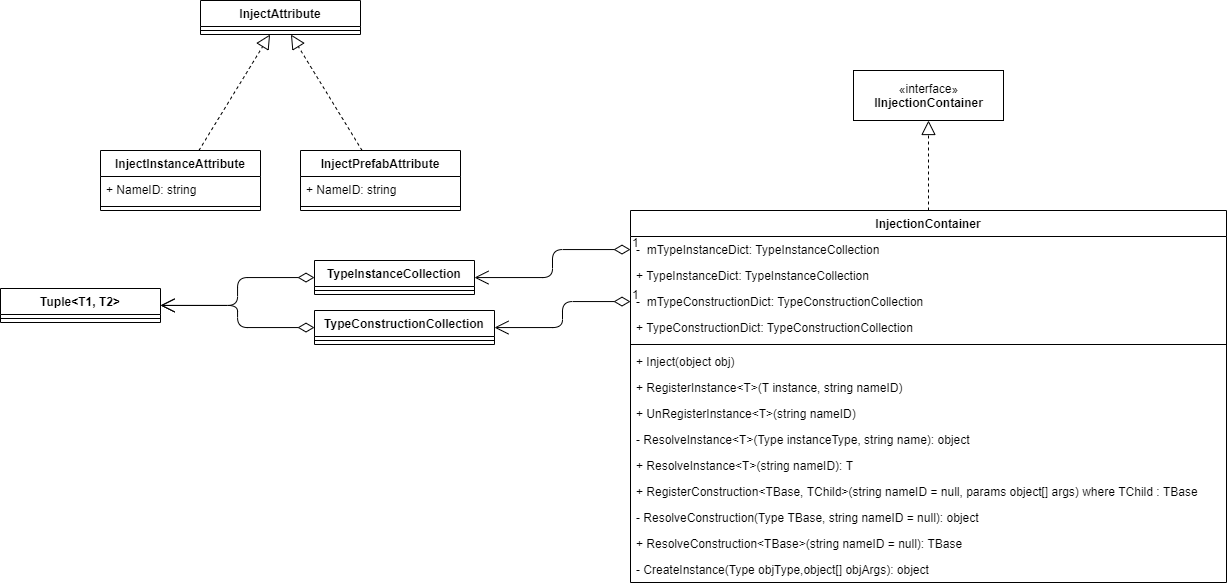 InjectAttribute
«interface»
IInjectionContainer
InjectInstanceAttribute
+ NameID: string
InjectPrefabAttribute
+ NameID: string
InjectionContainer
1
- mTypeInstanceDict: TypeInstanceCollection
+ TypeInstanceDict: TypeInstanceCollection
1
- mTypeConstructionDict: TypeConstructionCollection
+ TypeConstructionDict: TypeConstructionCollection
TypeInstanceCollection
Tuple<T1, T2>
TypeConstructionCollection
+ Inject(object obj)
+ RegisterInstance<T>(T instance, string nameID)
+ UnRegisterInstance<T>(string nameID)
- ResolveInstance<T>(Type instanceType, string name): object
+ ResolveInstance<T>(string nameID): T
+ RegisterConstruction<TBase, TChild>(string nameID = null, params object[] args) where TChild : TBase
- ResolveConstruction(Type TBase, string nameID = null): object
+ ResolveConstruction<TBase>(string nameID = null): TBase
- CreateInstance(Type objType,object[] objArgs): object